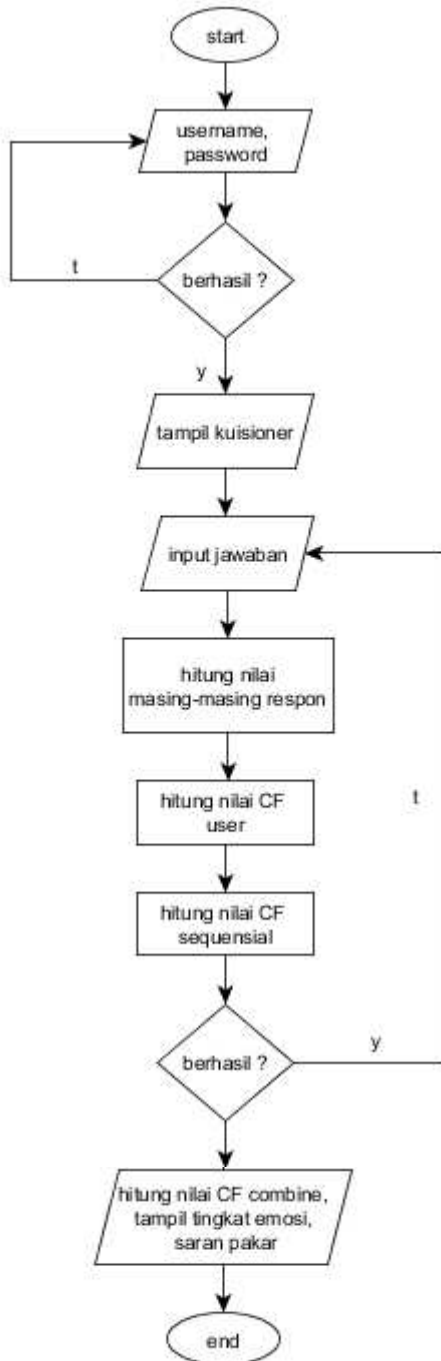 start
username,
password
t
berhasil ?
y
tampil kuisioner
input jawaban
hitung nilai
masing-masing respon
t
hitung nilai CF
user
hitung nilai CF
sequensial
berhasil ?
y
hitung nilai CF combine,
tampil tingkat emosi,
saran pakar
end